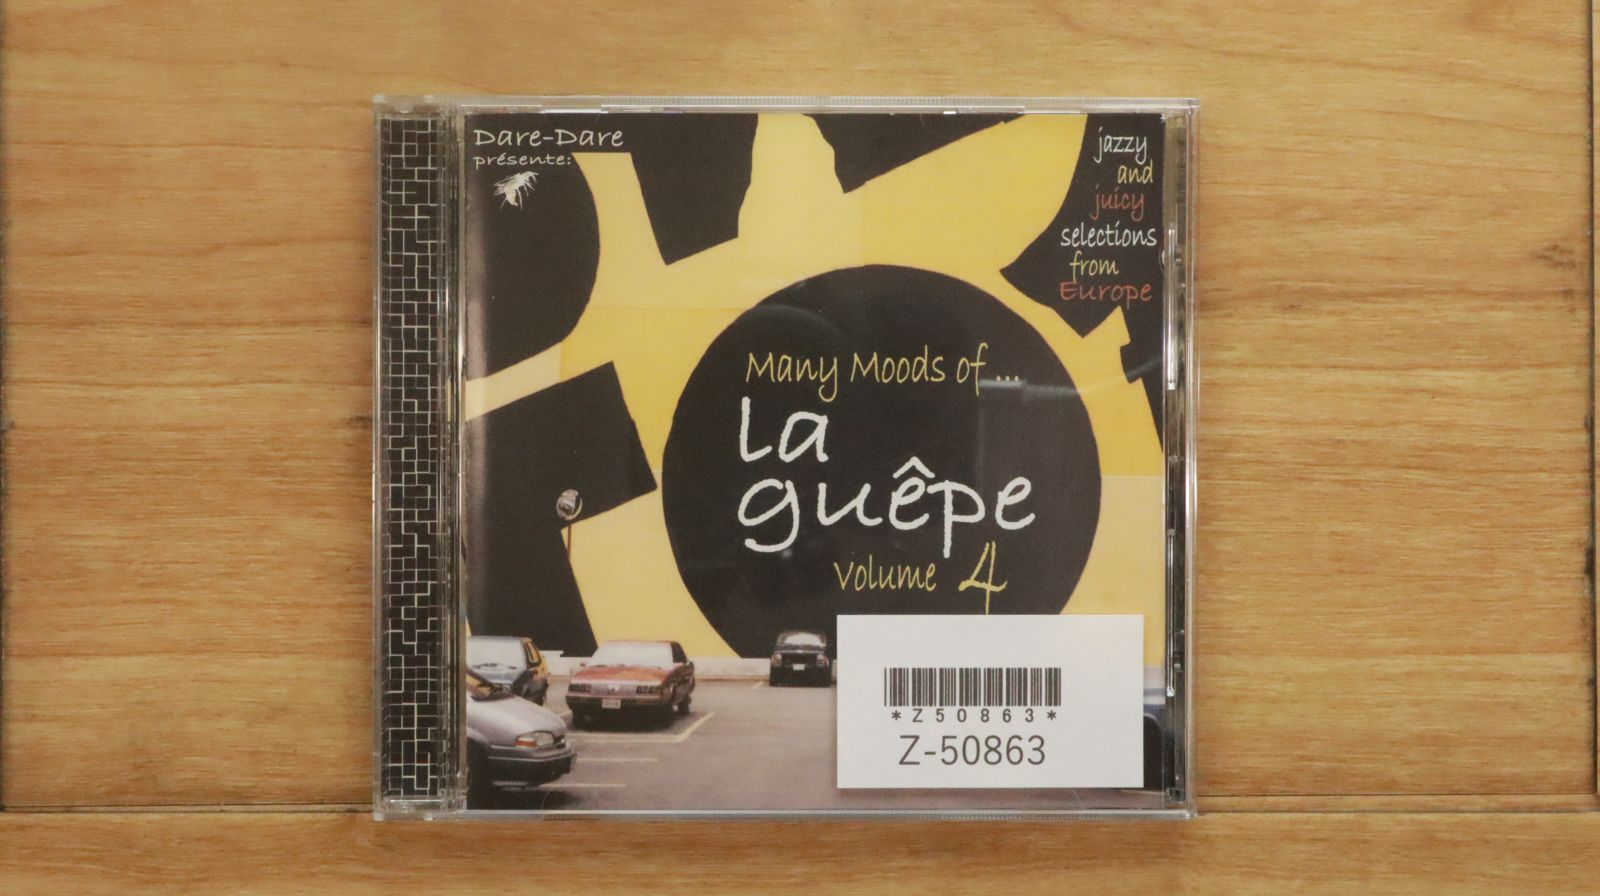 Dare-Dare
présente:
jazzy
and
juicy
selections
from
Europe
Many Moods of ...
La
guêpe
Volume 4
*Z50863*
Z-50863